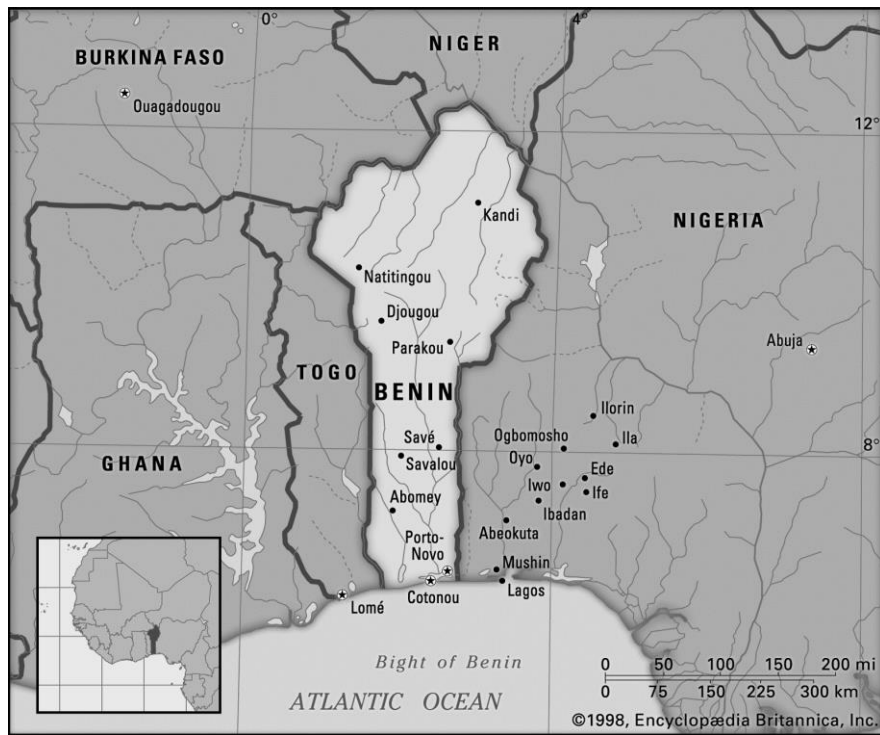 0°
4°
BURKINA FASO
NIGER
Ouagadougou
12°
Kandi
NIGERIA
Natitingou
Djougou
Parakou
Abuja
TOGO
BENIN
Ilorin
Savé
Ogbomosho
Ila
8°
GHANA
Savalou
Oyo
Ede
Iwo
Ife
Abomey
Ibadan
Abeokuta
Porto-
Novo
Mushin
Lomé
Cotonou
Lagos
Bight of Benin
ATLANTIC OCEAN
0 50 100 150 200 mi
0 75 150 225 300 km
©1998, Encyclopædia Britannica, Inc.